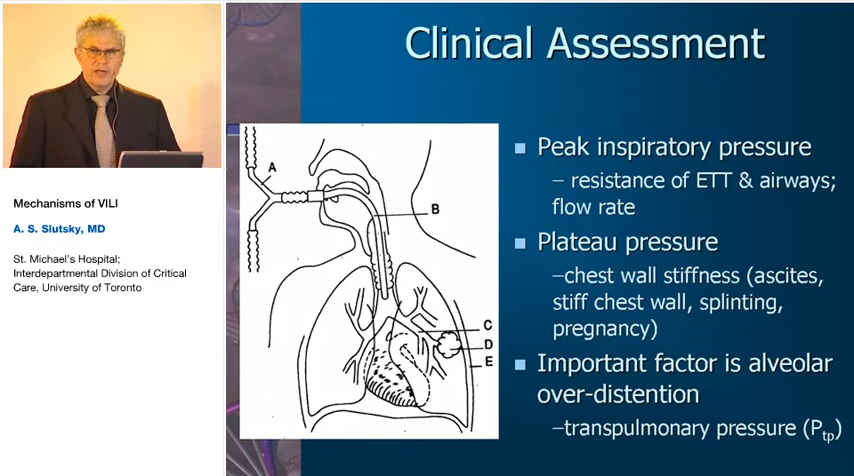 Clinical Assessment
Mechanisms of VILI
A. S. Slutsky, MD
St. Michael's Hospital;
Interdepartmental Division of Critical
Care, University of Toronto
A
B
C
D
E
Peak inspiratory pressure
– resistance of ETT & airways;
flow rate
Plateau pressure
–chest wall stiffness (ascites,
stiff chest wall, splinting,
pregnancy)
Important factor is alveolar
over-distention
–transpulmonary pressure (Ptp)